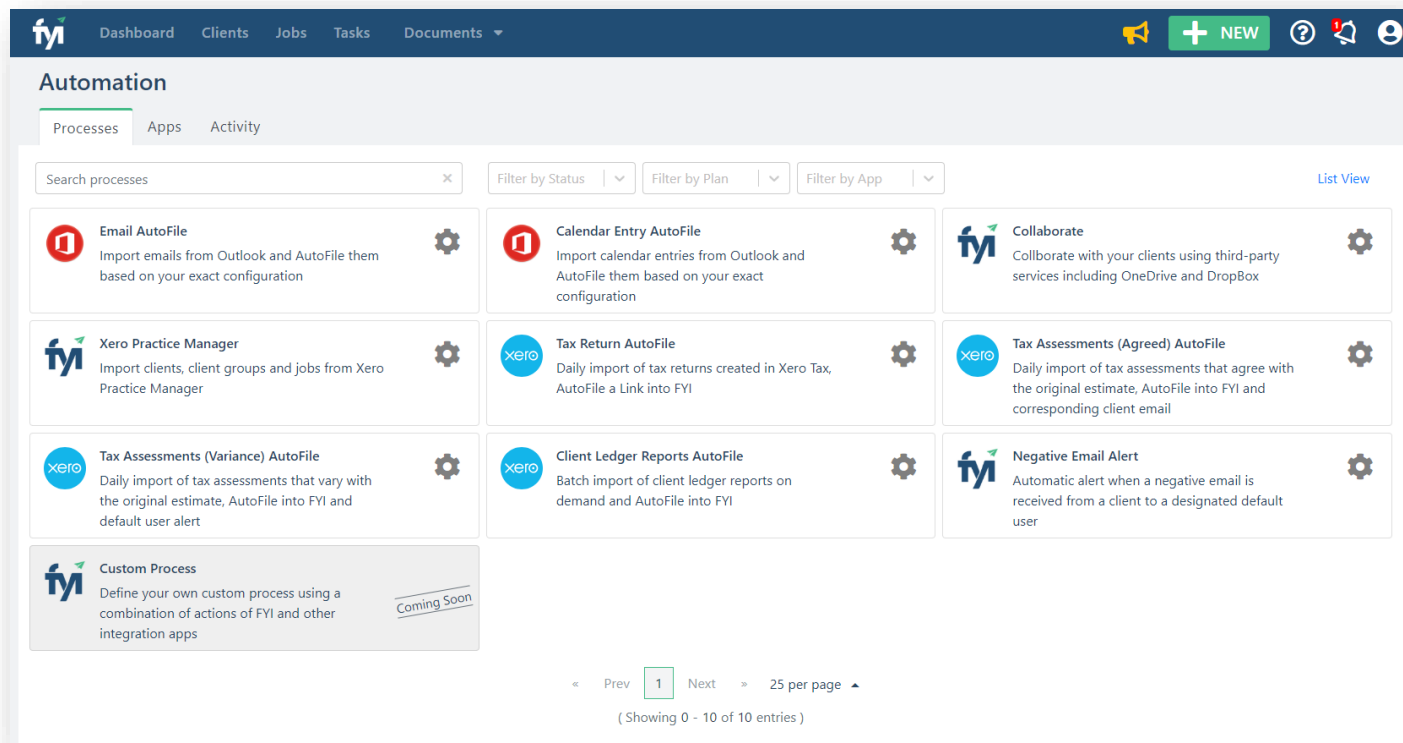 fyi Dashboard Clients Jobs Tasks Documents NEW 1
Automation
Processes Apps Activity
Search processes Filter by Status Filter by Plan Filter by App List View
Email AutoFile
Import emails from Outlook and AutoFile them
based on your exact configuration
Calendar Entry AutoFile
Import calendar entries from Outlook and
AutoFile them based on your exact
configuration
fyi
Collaborate
Collborate with your clients using third-party
services including OneDrive and DropBox
fyi
Xero Practice Manager
Import clients, client groups and jobs from Xero
Practice Manager
xero
Tax Return AutoFile
Daily import of tax returns created in Xero Tax,
AutoFile a Link into FYI
xero
Tax Assessments (Agreed) AutoFile
Daily import of tax assessments that agree with
the original estimate, AutoFile into FYI and
corresponding client email
xero
Tax Assessments (Variance) AutoFile
Daily import of tax assessments that vary with
the original estimate, AutoFile into FYI and
default user alert
xero
Client Ledger Reports AutoFile
Batch import of client ledger reports on
demand and AutoFile into FYI
fyi
Negative Email Alert
Automatic alert when a negative email is
received from a client to a designated default
user
fyi
Custom Process
Define your own custom process using a
combination of actions of FYI and other
integration apps
Coming Soon
« Prev 1 Next » 25 per page
( Showing 0 - 10 of 10 entries )